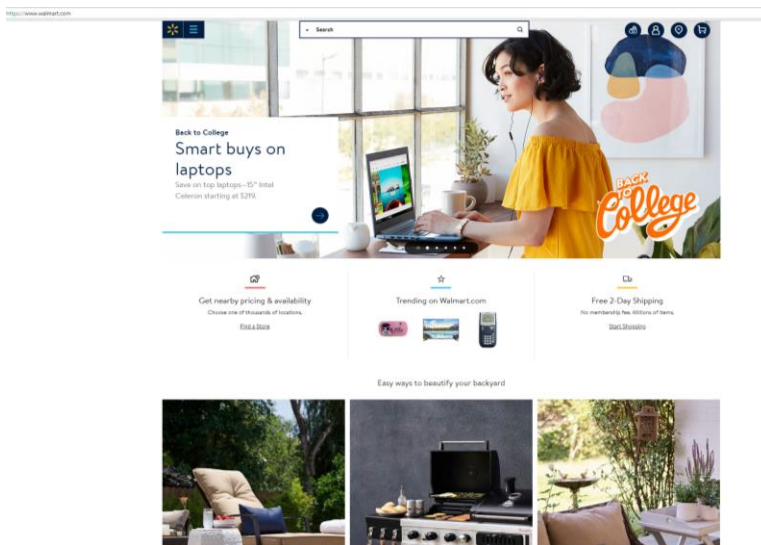 https://www.walmart.com
Search
Back to College
Smart buys on
laptops
Save on top laptops—15" Intel
Celeron starting at $219.
BACK
TO
College
Get nearby pricing & availability
Choose one of thousands of locations.
Find a Store
Trending on Walmart.com
Free 2-Day Shipping
No membership fee. Millions of items.
Start Shopping
Easy ways to beautify your backyard